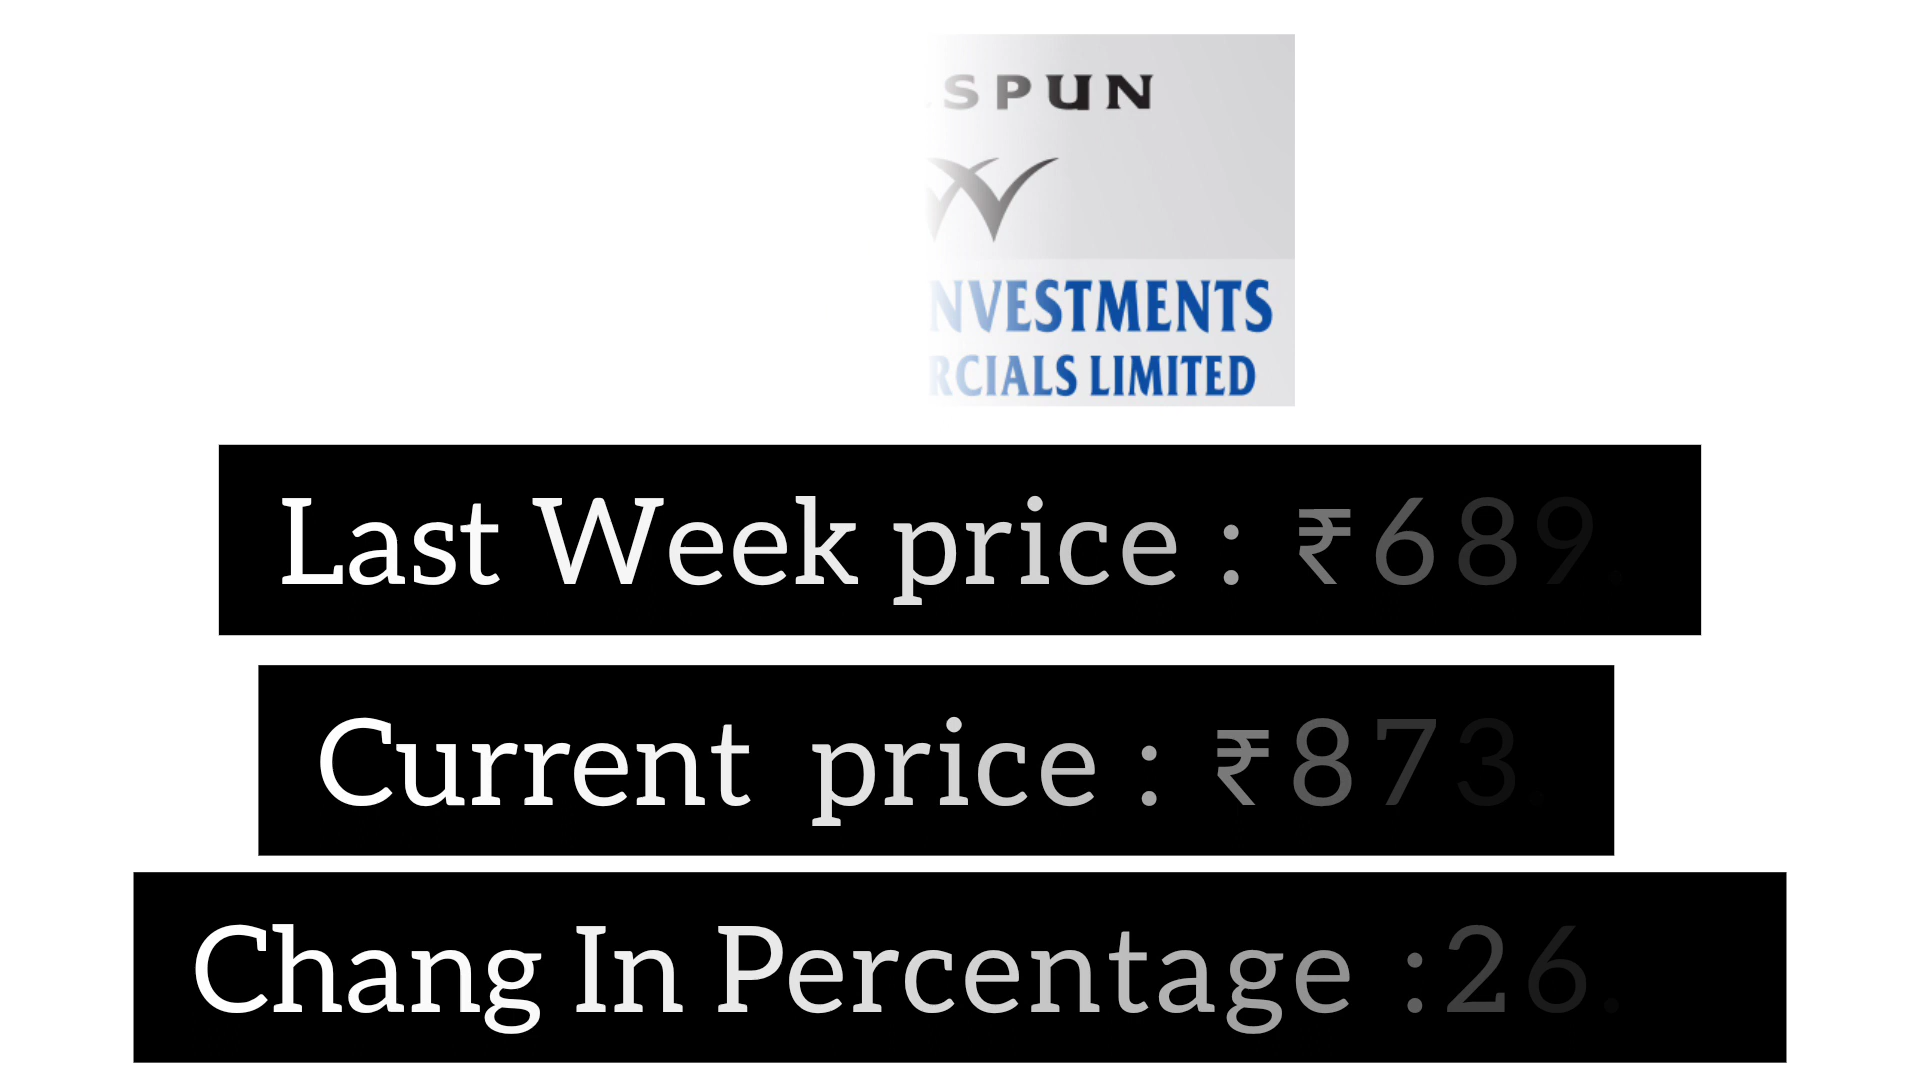 SPUN
NVESTMENTS
RCIALS LIMITED
Last Week price : ₹689.
Current price : ₹873.
Chang In Percentage :26.